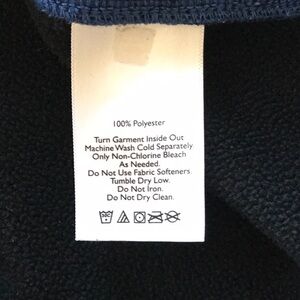 100% Polyester
Turn Garment Inside Out
Machine Wash Cold Separately
Only Non-Chlorine Bleach
As Needed.
Do Not Use Fabric Softeners
Tumble Dry Low.
Do Not Iron.
Do Not Dry Clean.